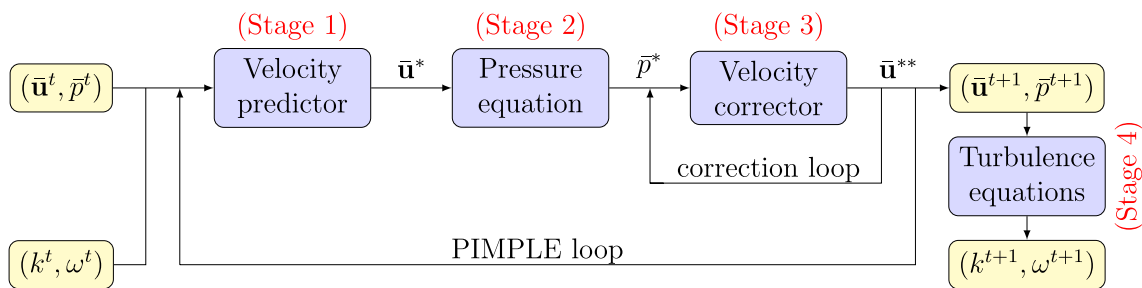 (Stage 1)
(Stage 2)
(Stage 3)
(ū^t, p̄^t)
Velocity
predictor
ū*
Pressure
equation
p̄*
Velocity
corrector
ū**
(ū^{t+1}, p̄^{t+1})
correction loop
Turbulence
equations
(Stage 4)
PIMPLE loop
(k^t, ω^t)
(k^{t+1}, ω^{t+1})